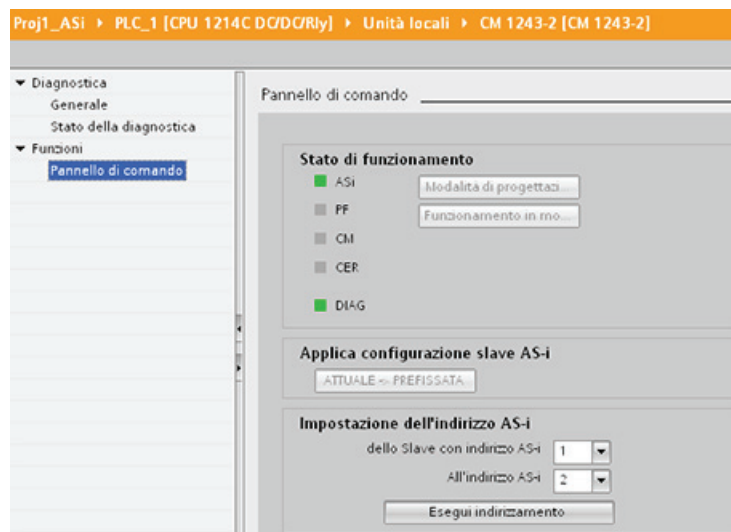 Proj1_ASi ▸ PLC_1 [CPU 1214C DC/DC/Rly] ▸ Unità locali ▸ CM 1243-2 [CM 1243-2]
Diagnostica
Generale
Stato della diagnostica
Funzioni
Pannello di comando
Pannello di comando
Stato di funzionamento
ASi
Modalità di progettazi...
PF
Funzionamento in mo...
CM
CER
DIAG
Applica configurazione slave AS-i
ATTUALE -> PREFISSATA
Impostazione dell'indirizzo AS-i
dello Slave con indirizzo AS-i 1
All'indirizzo AS-i 2
Esegui indirizzamento